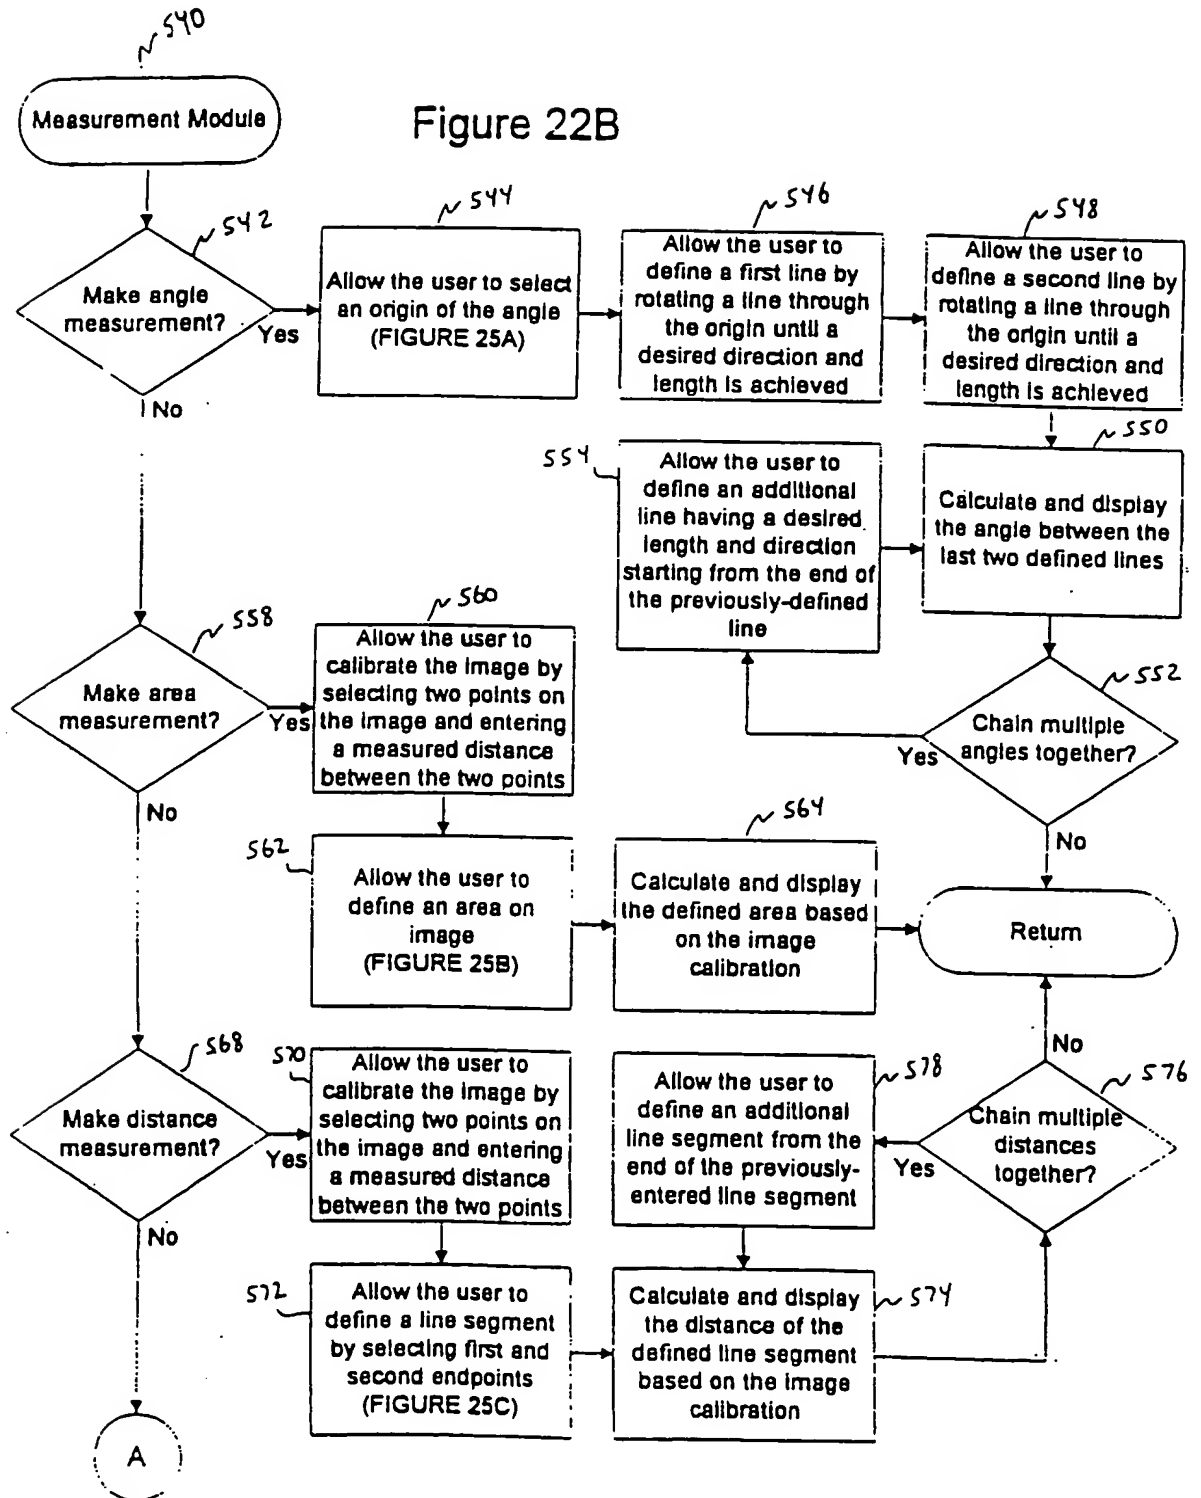 540
Measurement Module
Figure 22B
542
Make angle
measurement?
Yes
No
544
Allow the user to select
an origin of the angle
(FIGURE 25A)
546
Allow the user to
define a first line by
rotating a line through
the origin until a
desired direction and
length is achieved
548
Allow the user to
define a second line by
rotating a line through
the origin until a
desired direction and
length is achieved
550
Calculate and display
the angle between the
last two defined lines
554
Allow the user to
define an additional
line having a desired
length and direction
starting from the end of
the previously-defined
line
552
Chain multiple
angles together?
Yes
No
558
Make area
measurement?
Yes
No
560
Allow the user to
calibrate the image by
selecting two points on
the image and entering
a measured distance
between the two points
562
Allow the user to
define an area on
image
(FIGURE 25B)
564
Calculate and display
the defined area based
on the image
calibration
Return
568
Make distance
measurement?
Yes
No
570
Allow the user to
calibrate the image by
selecting two points on
the image and entering
a measured distance
between the two points
572
Allow the user to
define a line segment
by selecting first and
second endpoints
(FIGURE 25C)
574
Calculate and display
the distance of the
defined line segment
based on the image
calibration
576
Chain multiple
distances
together?
No
Yes
578
Allow the user to
define an additional
line segment from the
end of the previously-
entered line segment
A